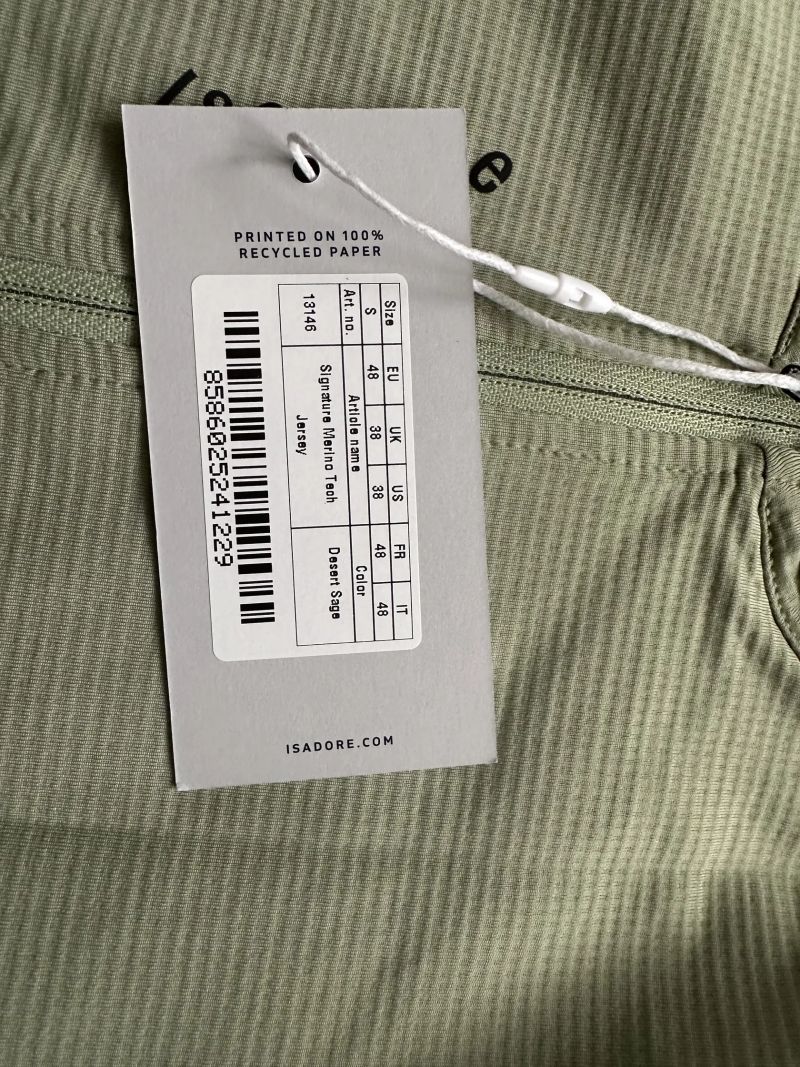 PRINTED ON 100%
RECYCLED PAPER
Size EU UK US FR IT
S 48 38 38 48 48
Art. no. Article name Color
13146 Signature Merino Tech Desert Sage
Jersey
8586025241229
ISADORE.COM